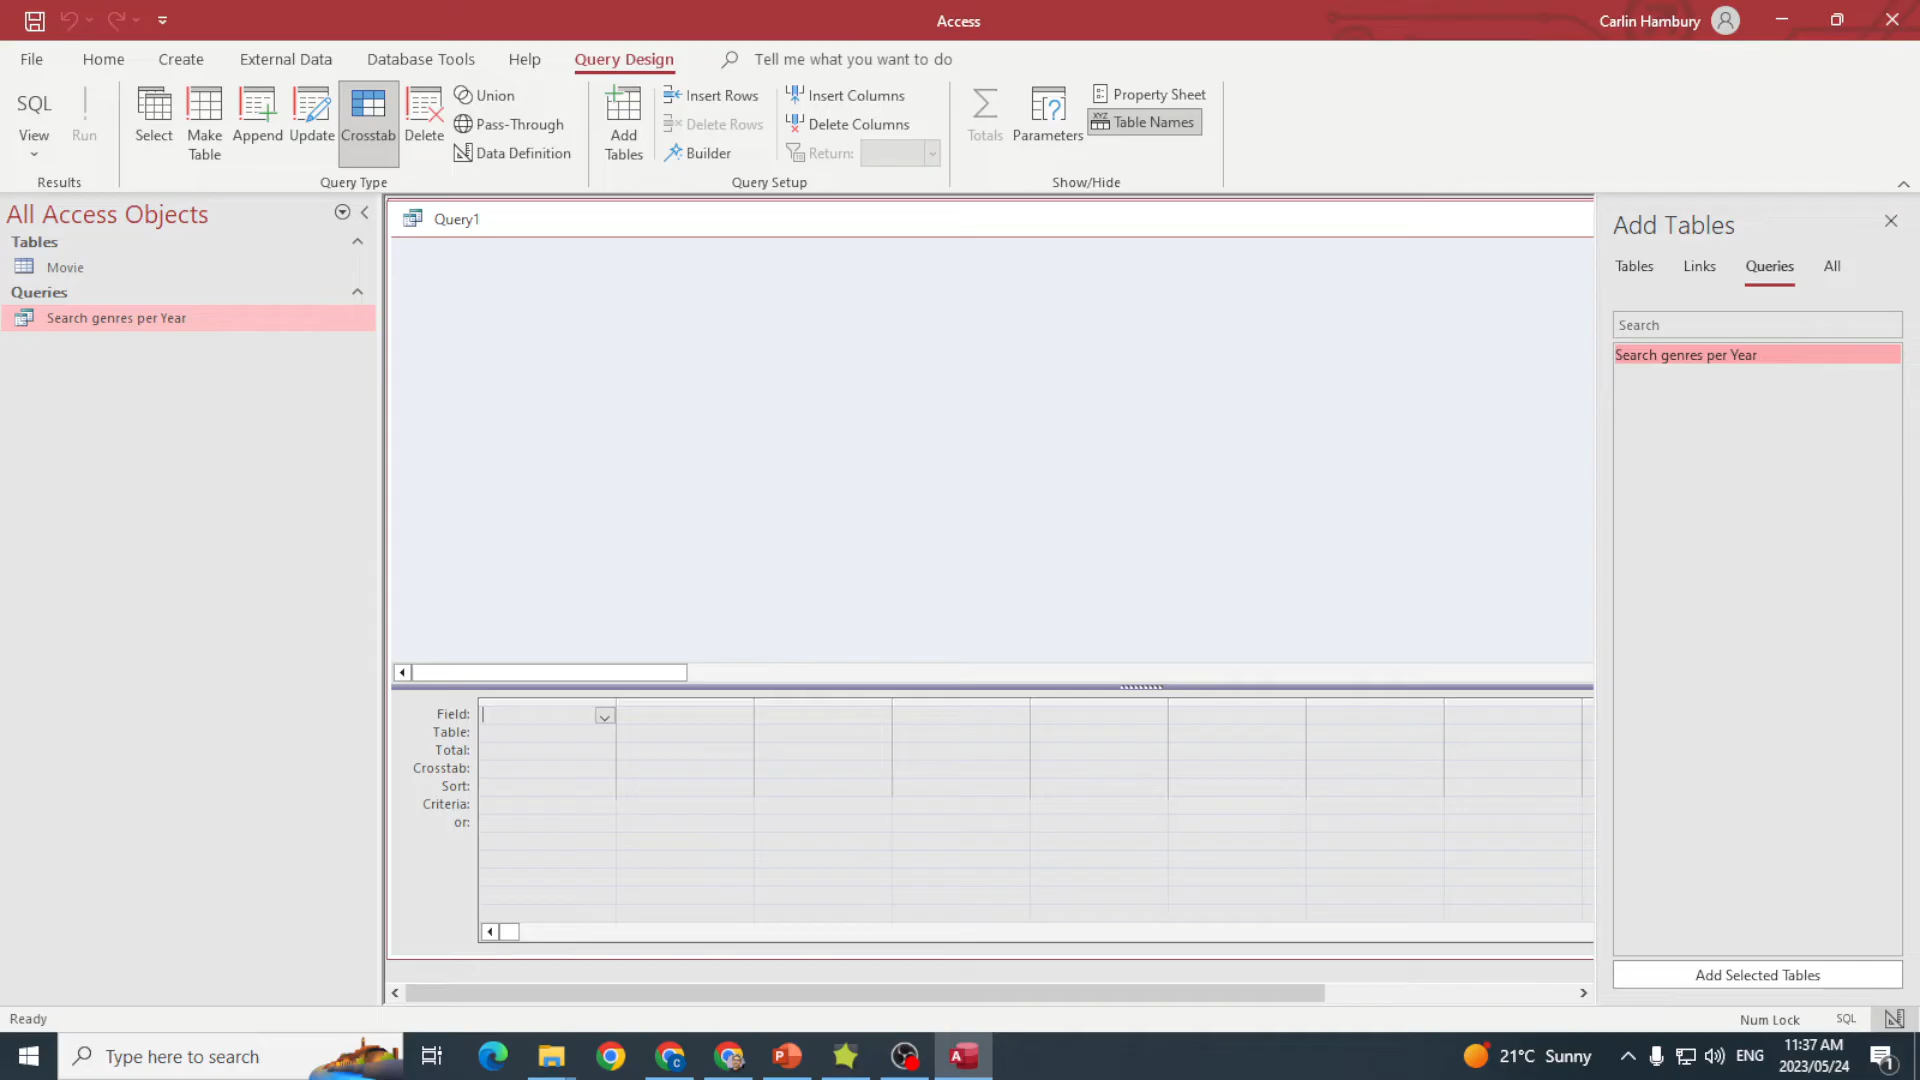 Access
Carlin Hambury
File
Home
Create
External Data
Database Tools
Help
Query Design
Tell me what you want to do
SQL
View
Run
Results
Select
Make
Table
Append
Update
Crosstab
Delete
Union
Pass-Through
Data Definition
Query Type
Add
Tables
Insert Rows
Delete Rows
Builder
Insert Columns
Delete Columns
Return:
Query Setup
Totals
Parameters
Property Sheet
XYZ Table Names
Show/Hide
All Access Objects
Tables
Movie
Queries
Search genres per Year
Query1
Field:
Table:
Total:
Crosstab:
Sort:
Criteria:
or:
Add Tables
Tables
Links
Queries
All
Search
Search genres per Year
Add Selected Tables
Ready
Num Lock
SQL
Type here to search
C
P
A
21°C Sunny
ENG
11:37 AM
2023/05/24
1